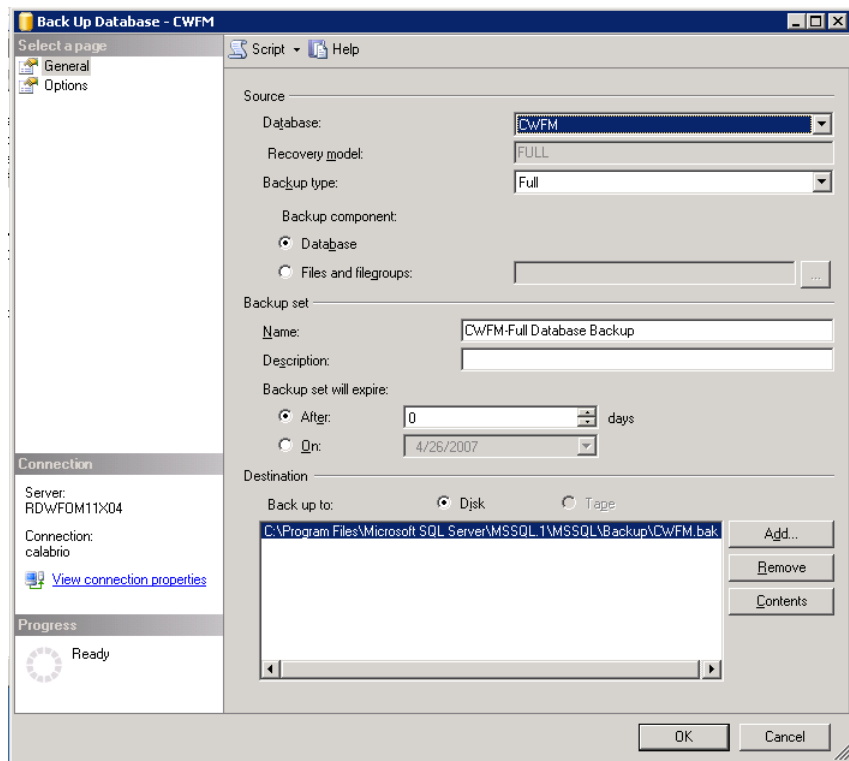 Back Up Database - CWFM
Select a page
General
Options
Script
Help
Source
Database:
CWFM
Recovery model:
FULL
Backup type:
Full
Backup component:
Database
Files and filegroups:
...
Backup set
Name:
CWFM-Full Database Backup
Description:
Backup set will expire:
After:
0
days
On:
4/26/2007
Destination
Back up to:
Disk
Tape
C:\Program Files\Microsoft SQL Server\MSSQL.1\MSSQL\Backup\CWFM.bak
Add...
Remove
Contents
Connection
Server:
RDWFOM11X04
Connection:
calabrio
View connection properties
Progress
Ready
OK
Cancel